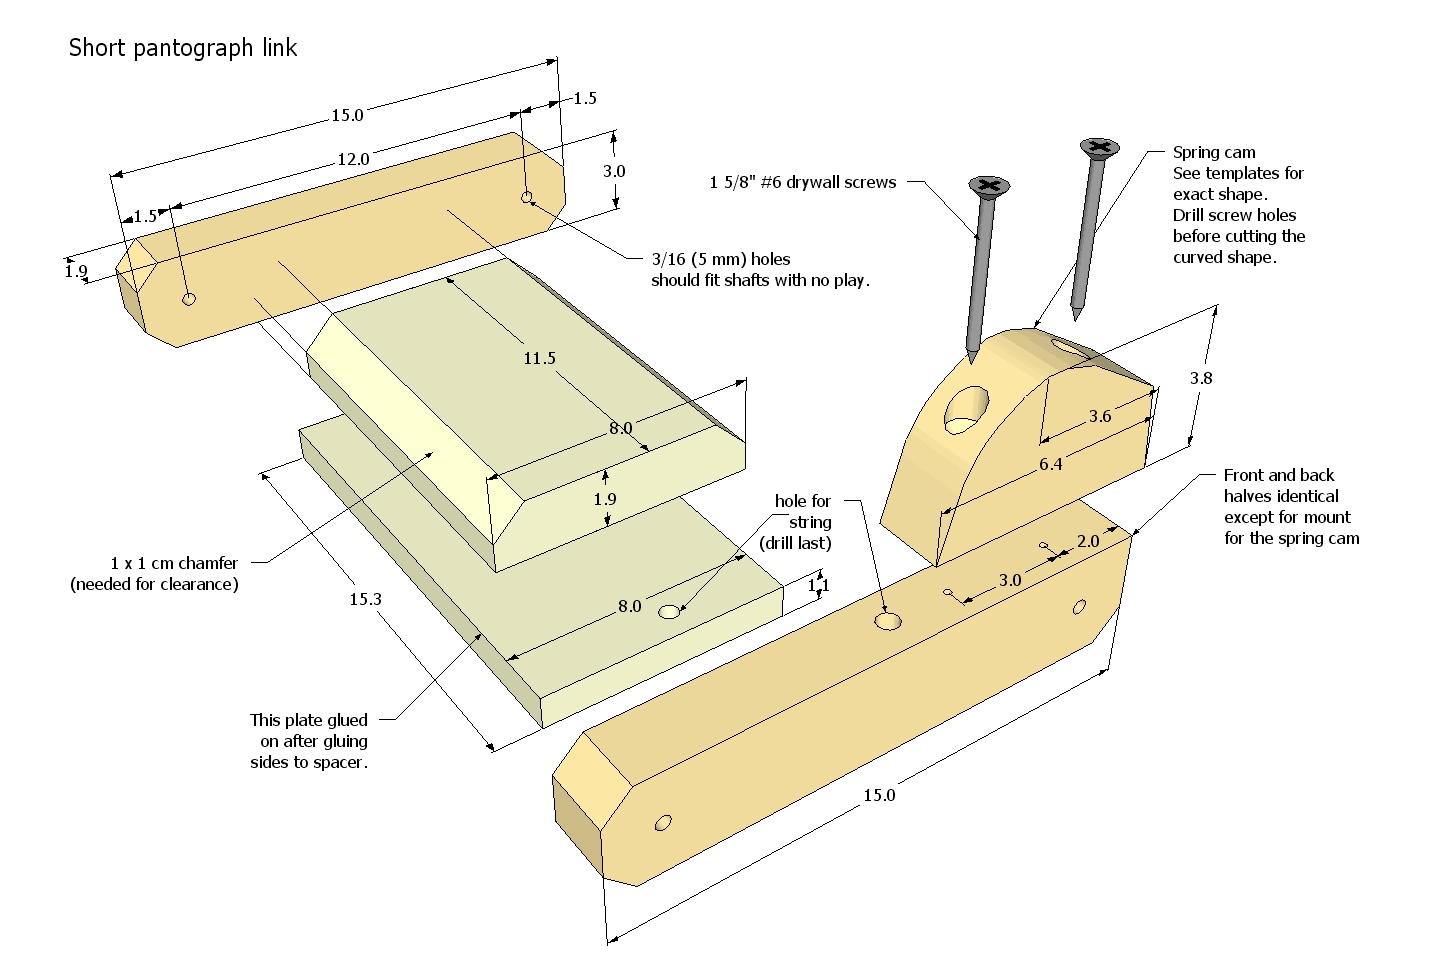 Short pantograph link
15.0
1.5
12.0
3.0
1.5
1.9
3/16 (5 mm) holes
should fit shafts with no play.
1 5/8" #6 drywall screws
Spring cam
See templates for
exact shape.
Drill screw holes
before cutting the
curved shape.
11.5
8.0
1.9
3.8
3.6
6.4
Front and back
halves identical
except for mount
for the spring cam
hole for
string
(drill last)
2.0
3.0
1 x 1 cm chamfer
(needed for clearance)
15.3
8.0
1.1
This plate glued
on after gluing
sides to spacer.
15.0